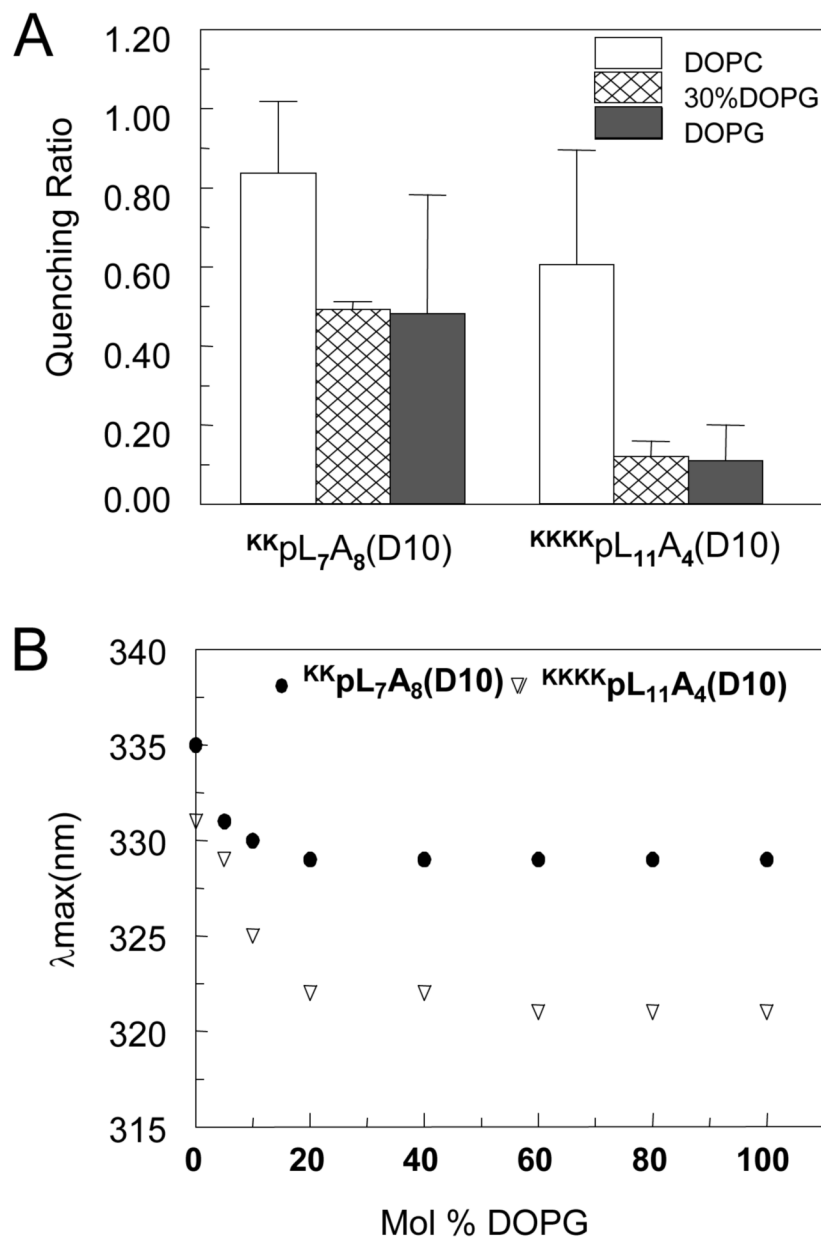 A
1.20
1.00
0.80
0.60
0.40
0.20
0.00
Quenching Ratio
DOPC
30%DOPG
DOPG
KKpL7A8(D10)
KKKKpL11A4(D10)
B
340
335
330
325
320
315
λmax(nm)
KKpL7A8(D10)
KKKKpL11A4(D10)
0 20 40 60 80 100
Mol % DOPG